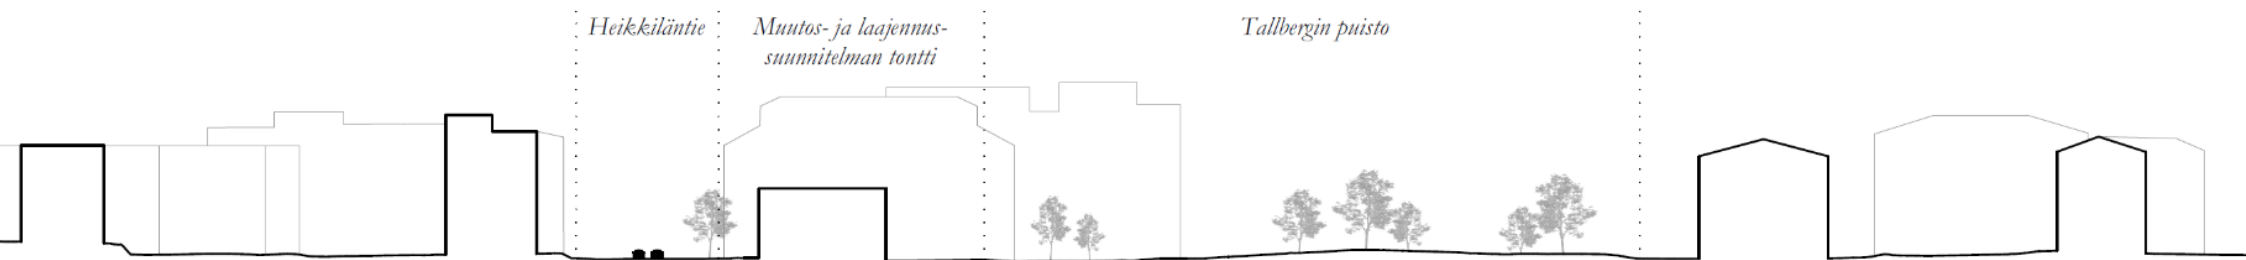 Heikkiläntie
Muutos- ja laajennus-
suunnitelman tontti
Tallbergin puisto